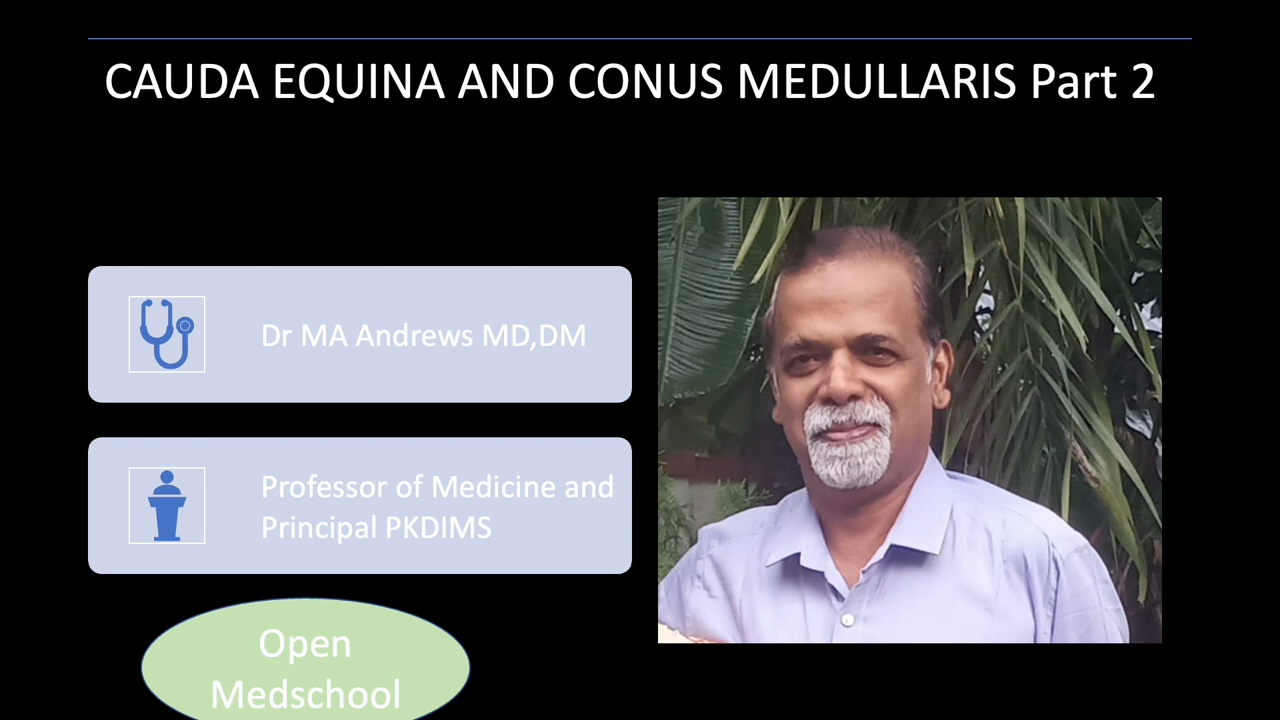 CAUDA EQUINA AND CONUS MEDULLARIS Part 2
Dr MA Andrews MD,DM
Professor of Medicine and
Principal PKDIMS
Open
Medschool